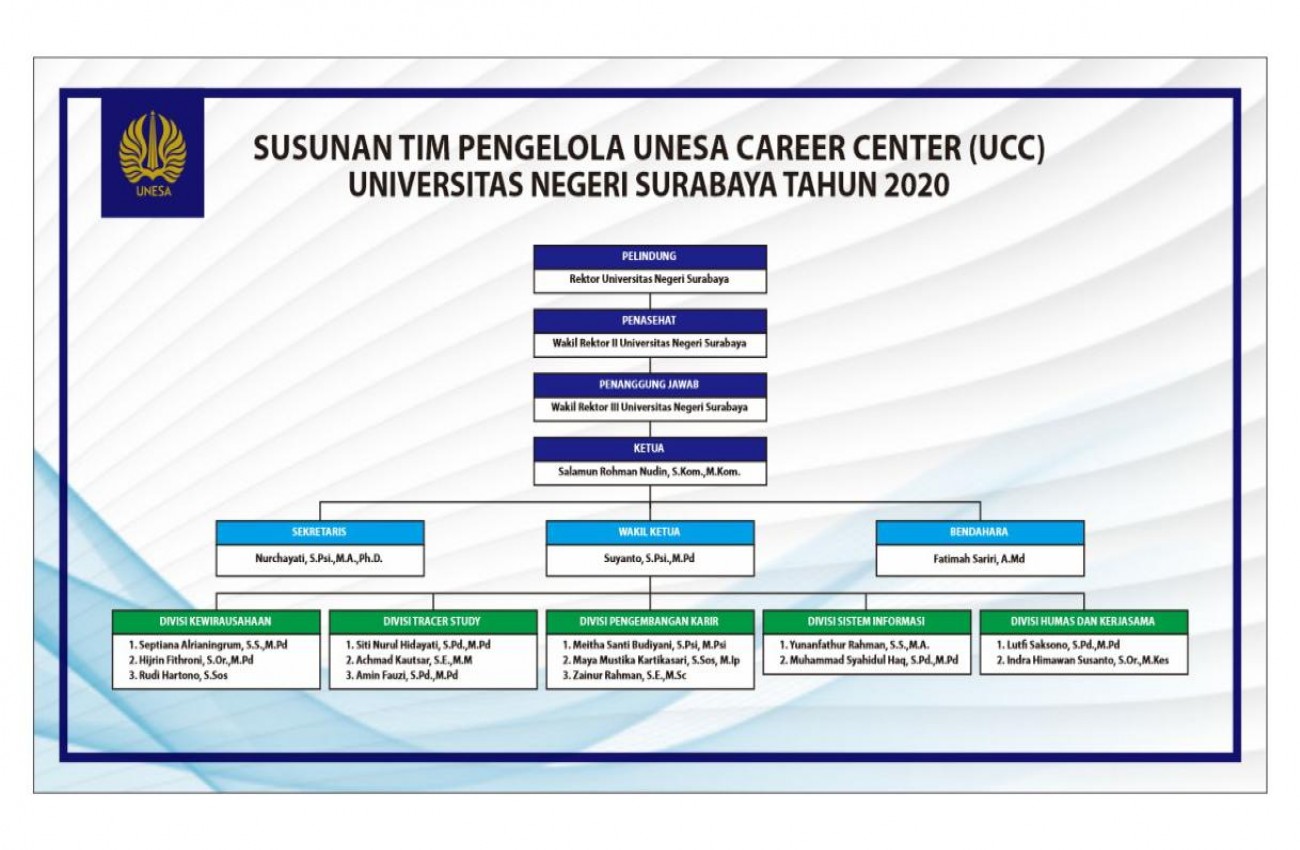 UNESA
SUSUNAN TIM PENGELOLA UNESA CAREER CENTER (UCC)
UNIVERSITAS NEGERI SURABAYA TAHUN 2020
PELINDUNG
Rektor Universitas Negeri Surabaya
PENASEHAT
Wakil Rektor II Universitas Negeri Surabaya
PENANGGUNG JAWAB
Wakil Rektor III Universitas Negeri Surabaya
KETUA
Salamun Rohman Nudin, S.Kom.,M.Kom.
SEKRETARIS
Nurchayati, S.Psi.,M.A.,Ph.D.
WAKIL KETUA
Suyanto, S.Psi.,M.Pd
BENDAHARA
Fatimah Sariri, A.Md
DIVISI KEWIRAUSAHAAN
1. Septiana Alrianingrum, S.S.,M.Pd
2. Hijrin Fithroni, S.Or.,M.Pd
3. Rudi Hartono, S.Sos
DIVISI TRACER STUDY
1. Siti Nurul Hidayati, S.Pd.,M.Pd
2. Achmad Kautsar, S.E.,M.M
3. Amin Fauzi, S.Pd.,M.Pd
DIVISI PENGEMBANGAN KARIR
1. Meitha Santi Budiyani, S.Psi, M.Psi
2. Maya Mustika Kartikasari, S.Sos, M.Ip
3. Zainur Rahman, S.E.,M.Sc
DIVISI SISTEM INFORMASI
1. Yunanfathur Rahman, S.S.,M.A.
2. Muhammad Syahidul Haq, S.Pd.,M.Pd
DIVISI HUMAS DAN KERJASAMA
1. Lutfi Saksono, S.Pd.,M.Pd
2. Indra Himawan Susanto, S.Or.,M.Kes